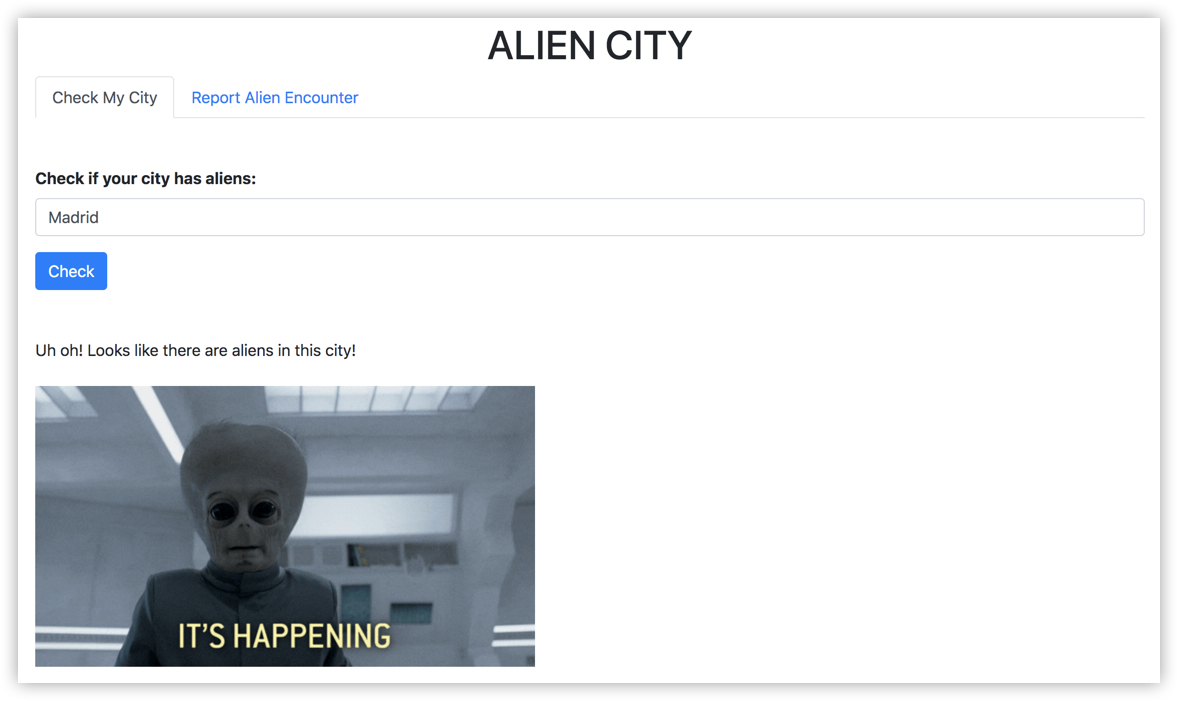 ALIEN CITY
Check My City
Report Alien Encounter
Check if your city has aliens:
Madrid
Check
Uh oh! Looks like there are aliens in this city!
IT'S HAPPENING